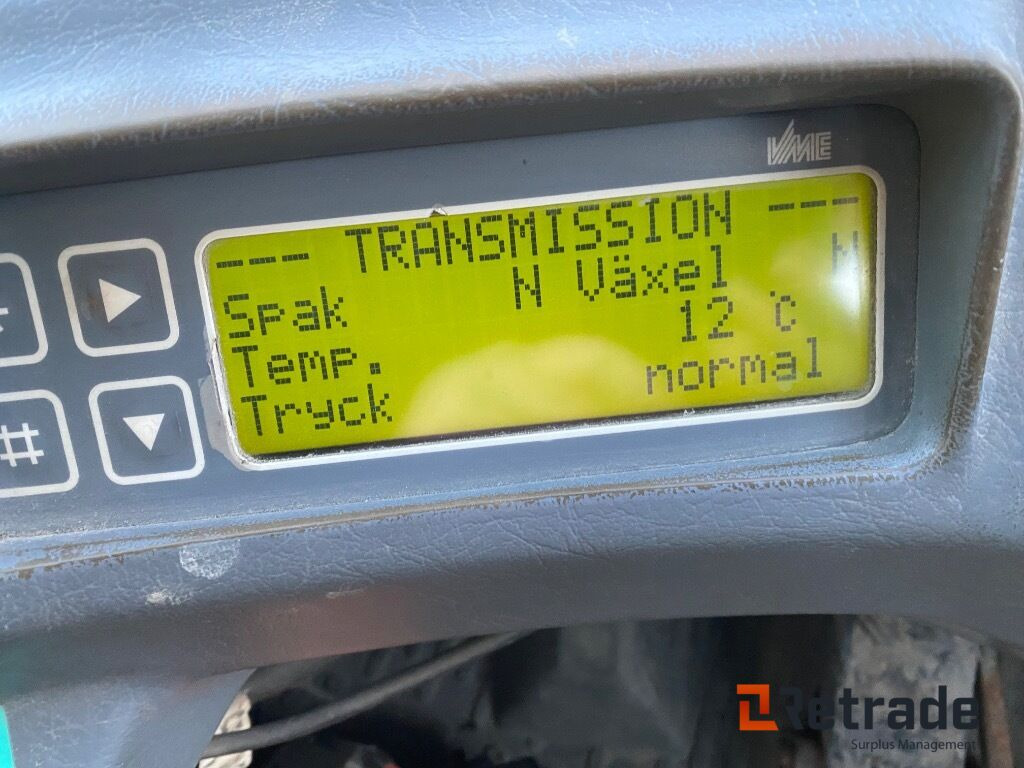 VME
--- TRANSMISSION ---
Spak N Växel N
Temp. 12 °C
Tryck normal
#
Retrade
Surplus Management